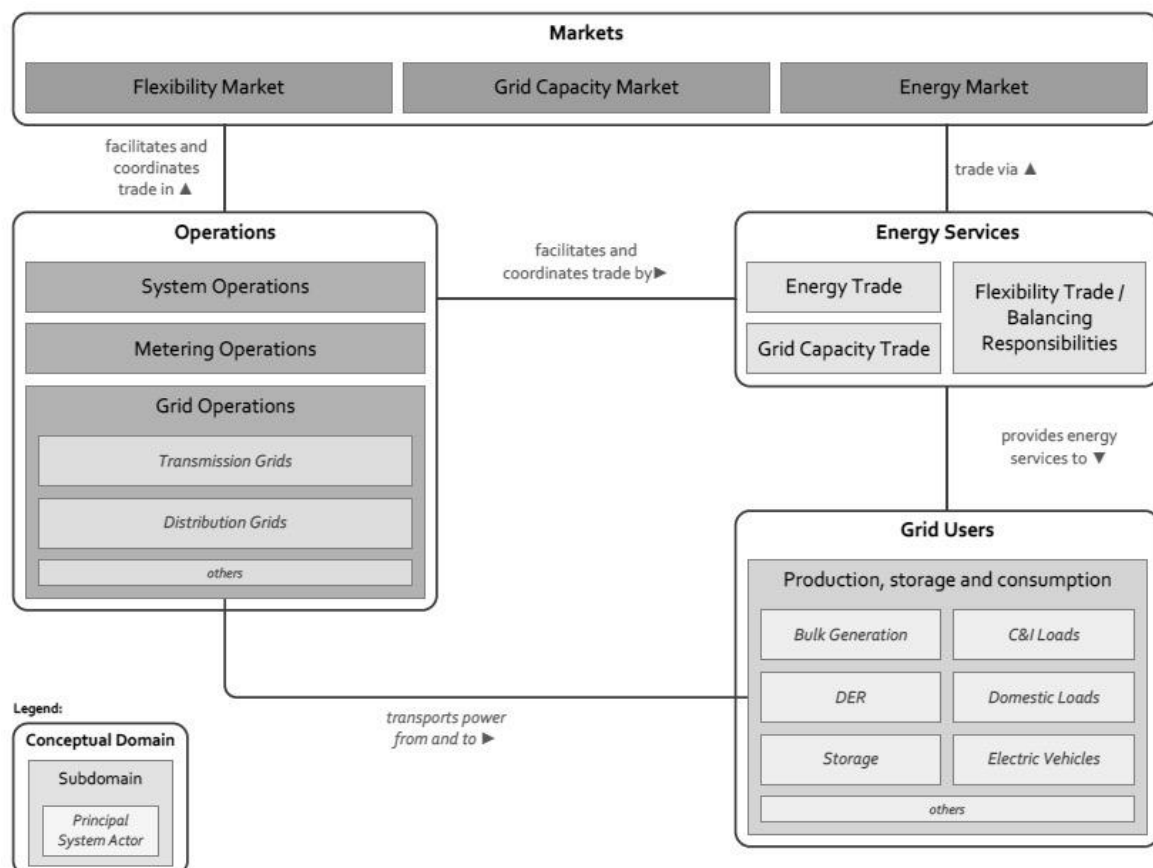 Markets
Flexibility Market
Grid Capacity Market
Energy Market
facilitates and
coordinates
trade in ▲
trade via ▲
Operations
System Operations
Metering Operations
Grid Operations
Transmission Grids
Distribution Grids
others
facilitates and
coordinates trade by►
Energy Services
Energy Trade
Grid Capacity Trade
Flexibility Trade /
Balancing
Responsibilities
provides energy
services to ▼
Grid Users
Production, storage and consumption
Bulk Generation
C&I Loads
DER
Domestic Loads
Storage
Electric Vehicles
others
transports power
from and to ►
Legend:
Conceptual Domain
Subdomain
Principal
System Actor